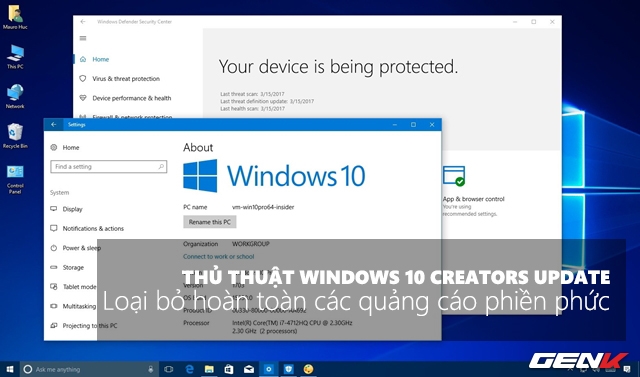 Mauro Huc
This PC
Network
Recycle Bin
Control Panel
Windows Defender Security Center
Home
Virus & threat protection
Device performance & health
Firewall & network protection
Your device is being protected.
Last threat scan: 3/15/2017
Last threat definition update: 3/15/2017
Last health scan: 3/15/2017
App & browser control
You're using recommended settings.
Settings
Home
Find a setting
System
Display
Notifications & actions
Power & sleep
Storage
Tablet mode
Multitasking
Projecting to this PC
About
Windows 10
PC name vm-win10pro64-insider
Rename this PC
Organization WORKGROUP
Connect to work or school
Version 1703
Product ID
Processor Intel(R) Core(TM) i7-4712HQ CPU @ 2.30GHz
2.30 GHz (2 processors)
THỦ THUẬT WINDOWS 10 CREATORS UPDATE
Loại bỏ hoàn toàn các quảng cáo phiền phức
Ask me anything
GENK